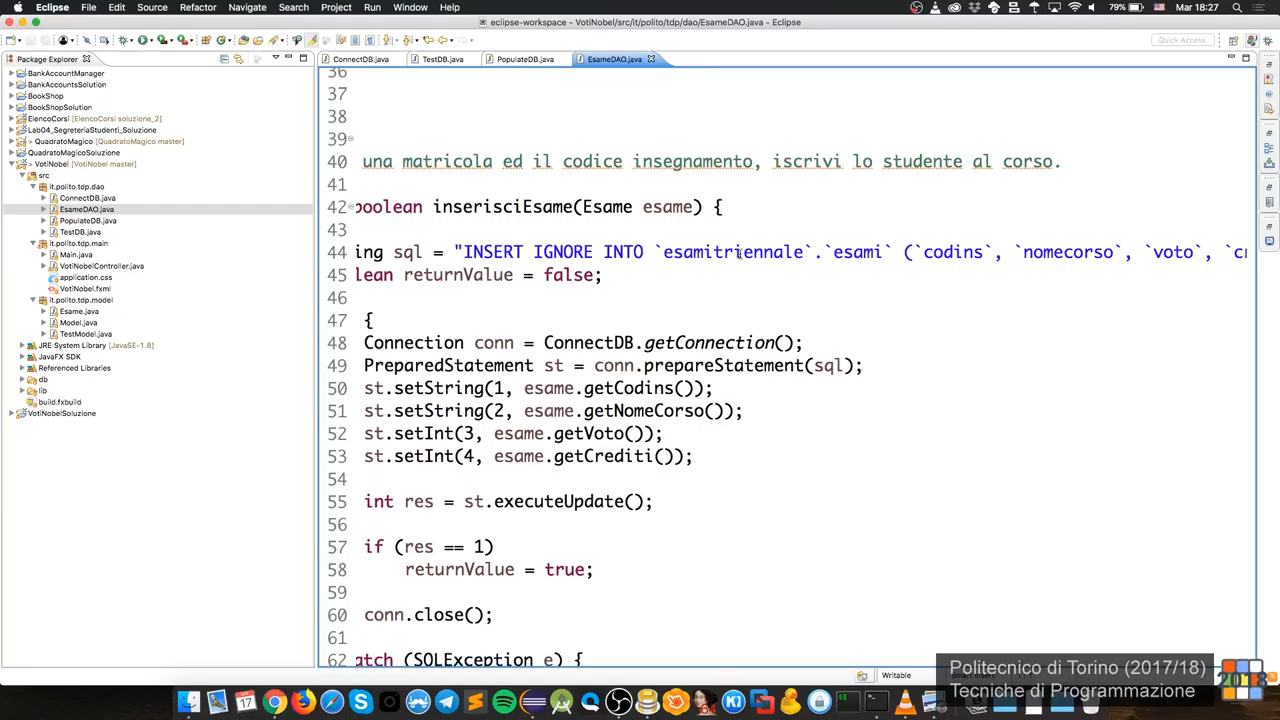 Eclipse File Edit Source Refactor Navigate Search Project Run Window Help 79% Mar 18:27
eclipse-workspace - VotiNobel/src/it/polito/tdp/dao/EsameDAO.java - Eclipse
Quick Access
Package Explorer
ConnectDB.java TestDB.java PopulateDB.java EsameDAO.java
BankAccountManager
BankAccountsSolution
BookShop
BookShopSolution
ElencoCorsi [ElencoCorsi soluzione_2]
Lab04_SegreteriaStudenti_Soluzione
> QuadratoMagico [QuadratoMagico master]
QuadratoMagicoSoluzione
> VotiNobel [VotiNobel master]
src
it.polito.tdp.dao
ConnectDB.java
EsameDAO.java
PopulateDB.java
TestDB.java
it.polito.tdp.main
Main.java
VotiNobelController.java
application.css
VotiNobel.fxml
it.polito.tdp.model
Esame.java
Model.java
TestModel.java
JRE System Library [JavaSE-1.8]
JavaFX SDK
Referenced Libraries
db
lib
build.fxbuild
VotiNobelSoluzione
36
37
38
39
40 una matricola ed il codice insegnamento, iscrivi lo studente al corso.
41
42 boolean inserisciEsame(Esame esame) {
43
44 ing sql = "INSERT IGNORE INTO `esamitriennale`.`esami` (`codins`, `nomecorso`, `voto`, `cr
45 lean returnValue = false;
46
47 {
48 Connection conn = ConnectDB.getConnection();
49 PreparedStatement st = conn.prepareStatement(sql);
50 st.setString(1, esame.getCodins());
51 st.setString(2, esame.getNomeCorso());
52 st.setInt(3, esame.getVoto());
53 st.setInt(4, esame.getCrediti());
54
55 int res = st.executeUpdate();
56
57 if (res == 1)
58 returnValue = true;
59
60 conn.close();
61
62 atch (SQLException e) {
Writable
Politecnico di Torino (2017/18)
Tecniche di Programmazione
2018